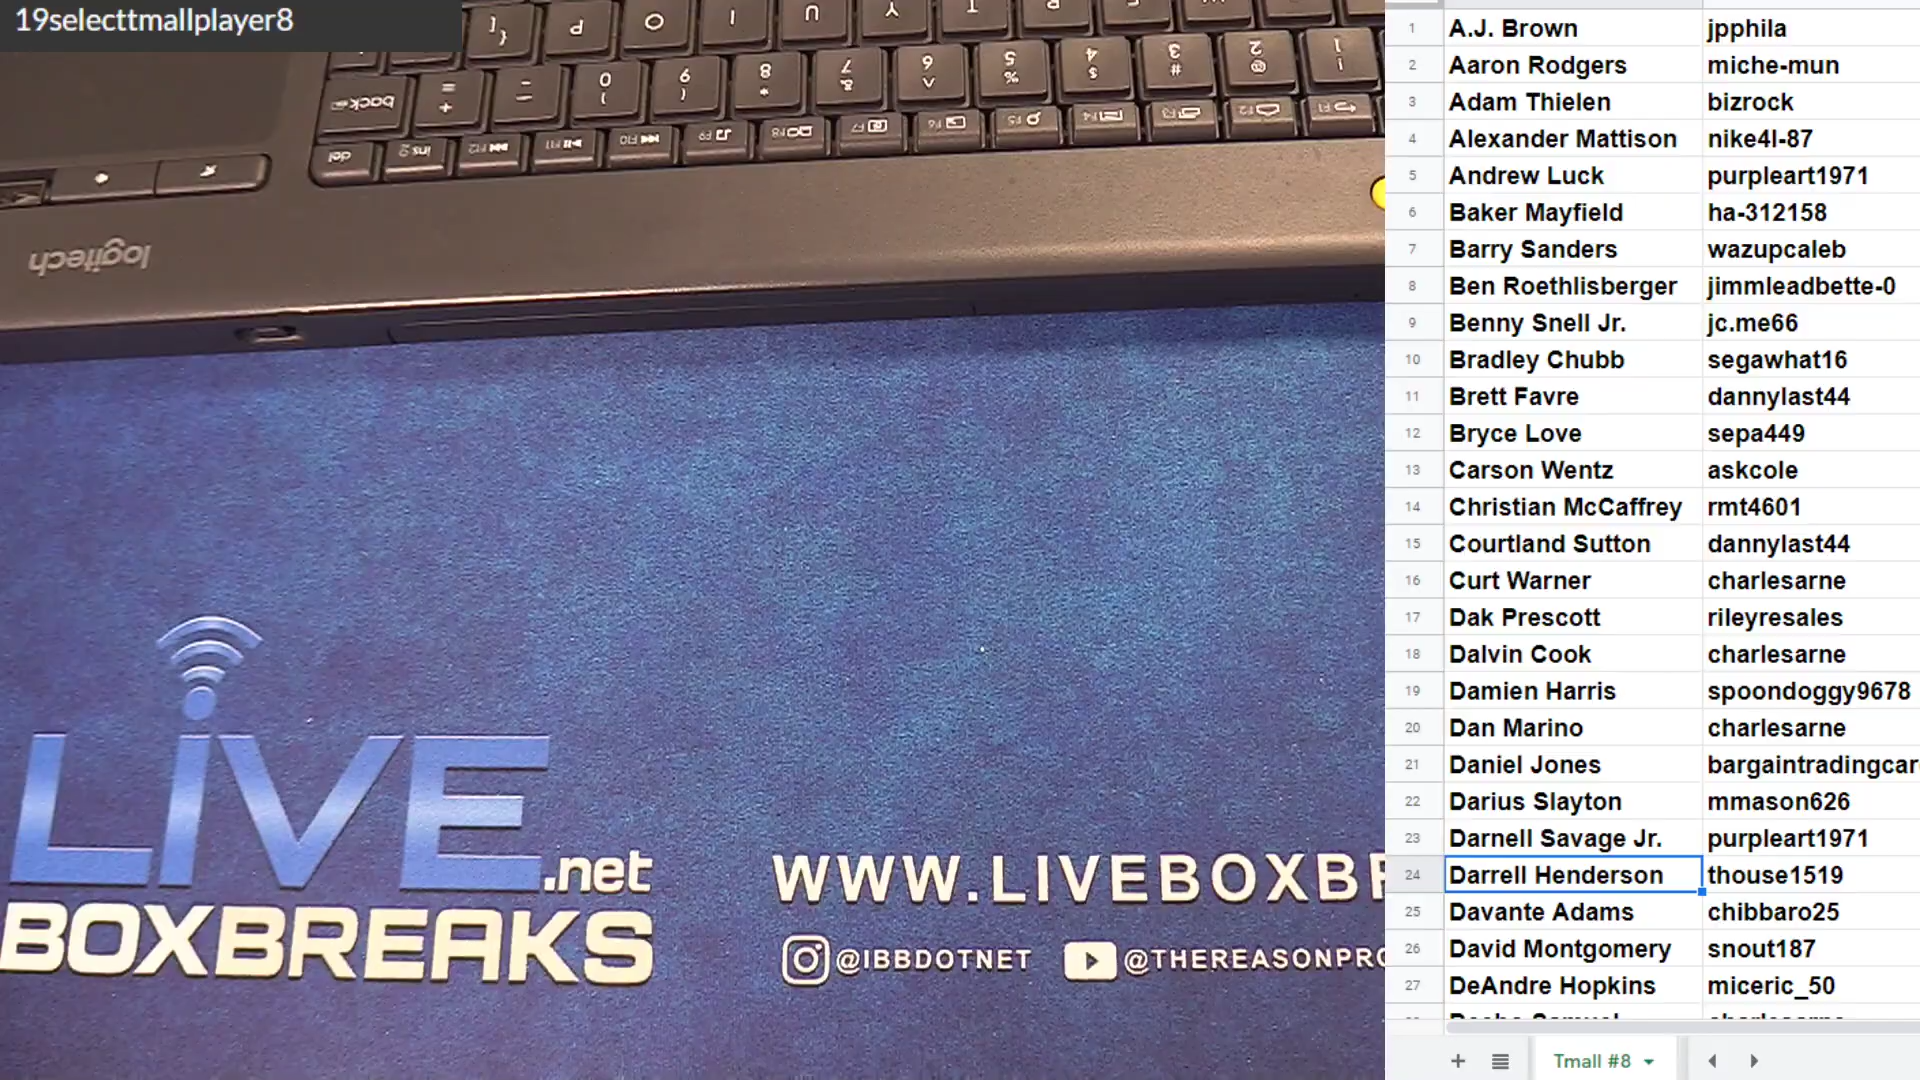 19selecttmallplayer8
logitech
LIVE.net
BOXBREAKS
@IBBDOTNET
1 A.J. Brown jpphila
2 Aaron Rodgers miche-mun
3 Adam Thielen bizrock
4 Alexander Mattison nike4l-87
5 Andrew Luck purpleart1971
6 Baker Mayfield ha-312158
7 Barry Sanders wazupcaleb
8 Ben Roethlisberger jimmleadbette-0
9 Benny Snell Jr. jc.me66
10 Bradley Chubb segawhat16
11 Brett Favre dannylast44
12 Bryce Love sepa449
13 Carson Wentz askcole
14 Christian McCaffrey rmt4601
15 Courtland Sutton dannylast44
16 Curt Warner charlesarne
17 Dak Prescott rileyresales
18 Dalvin Cook charlesarne
19 Damien Harris spoondoggy9678
20 Dan Marino charlesarne
21 Daniel Jones bargaintradingcar
22 Darius Slayton mmason626
23 Darnell Savage Jr. purpleart1971
24 Darrell Henderson thouse1519
25 Davante Adams chibbaro25
26 David Montgomery snout187
27 DeAndre Hopkins miceric_50
Tmall #8